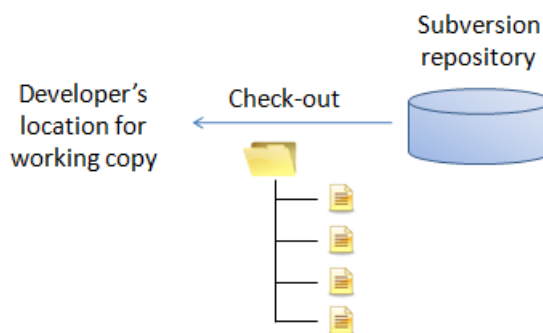 Subversion
repository
Check-out
Developer’s
location for
working copy